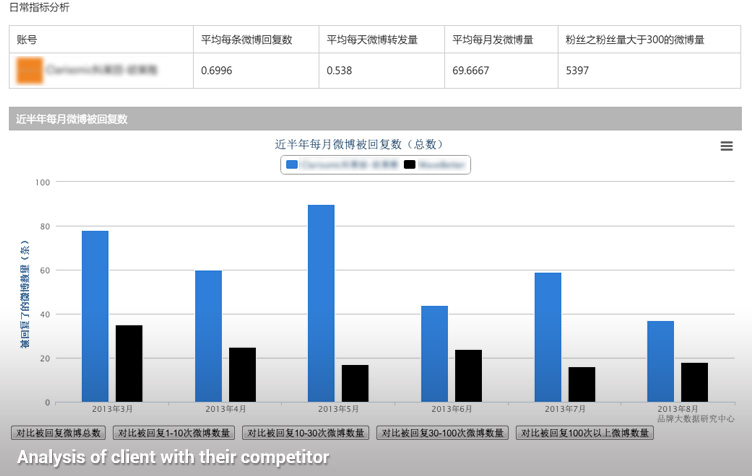 日常指标分析
账号 平均每条微博回复数 平均每天微博转发量 平均每月发微博量 粉丝之粉丝量大于300的微博量
0.6996 0.538 69.6667 5397
近半年每月微博被回复数
近半年每月微博被回复数（总数）
被回复了的微博数量（条）
100
80
60
40
20
0
2013年3月 2013年4月 2013年5月 2013年6月 2013年7月 2013年8月
品牌大数据研究中心
对比被回复微博总数 对比被回复1-10次微博数量 对比被回复10-30次微博数量 对比被回复30-100次微博数量 对比被回复100次以上微博数量
Analysis of client with their competitor